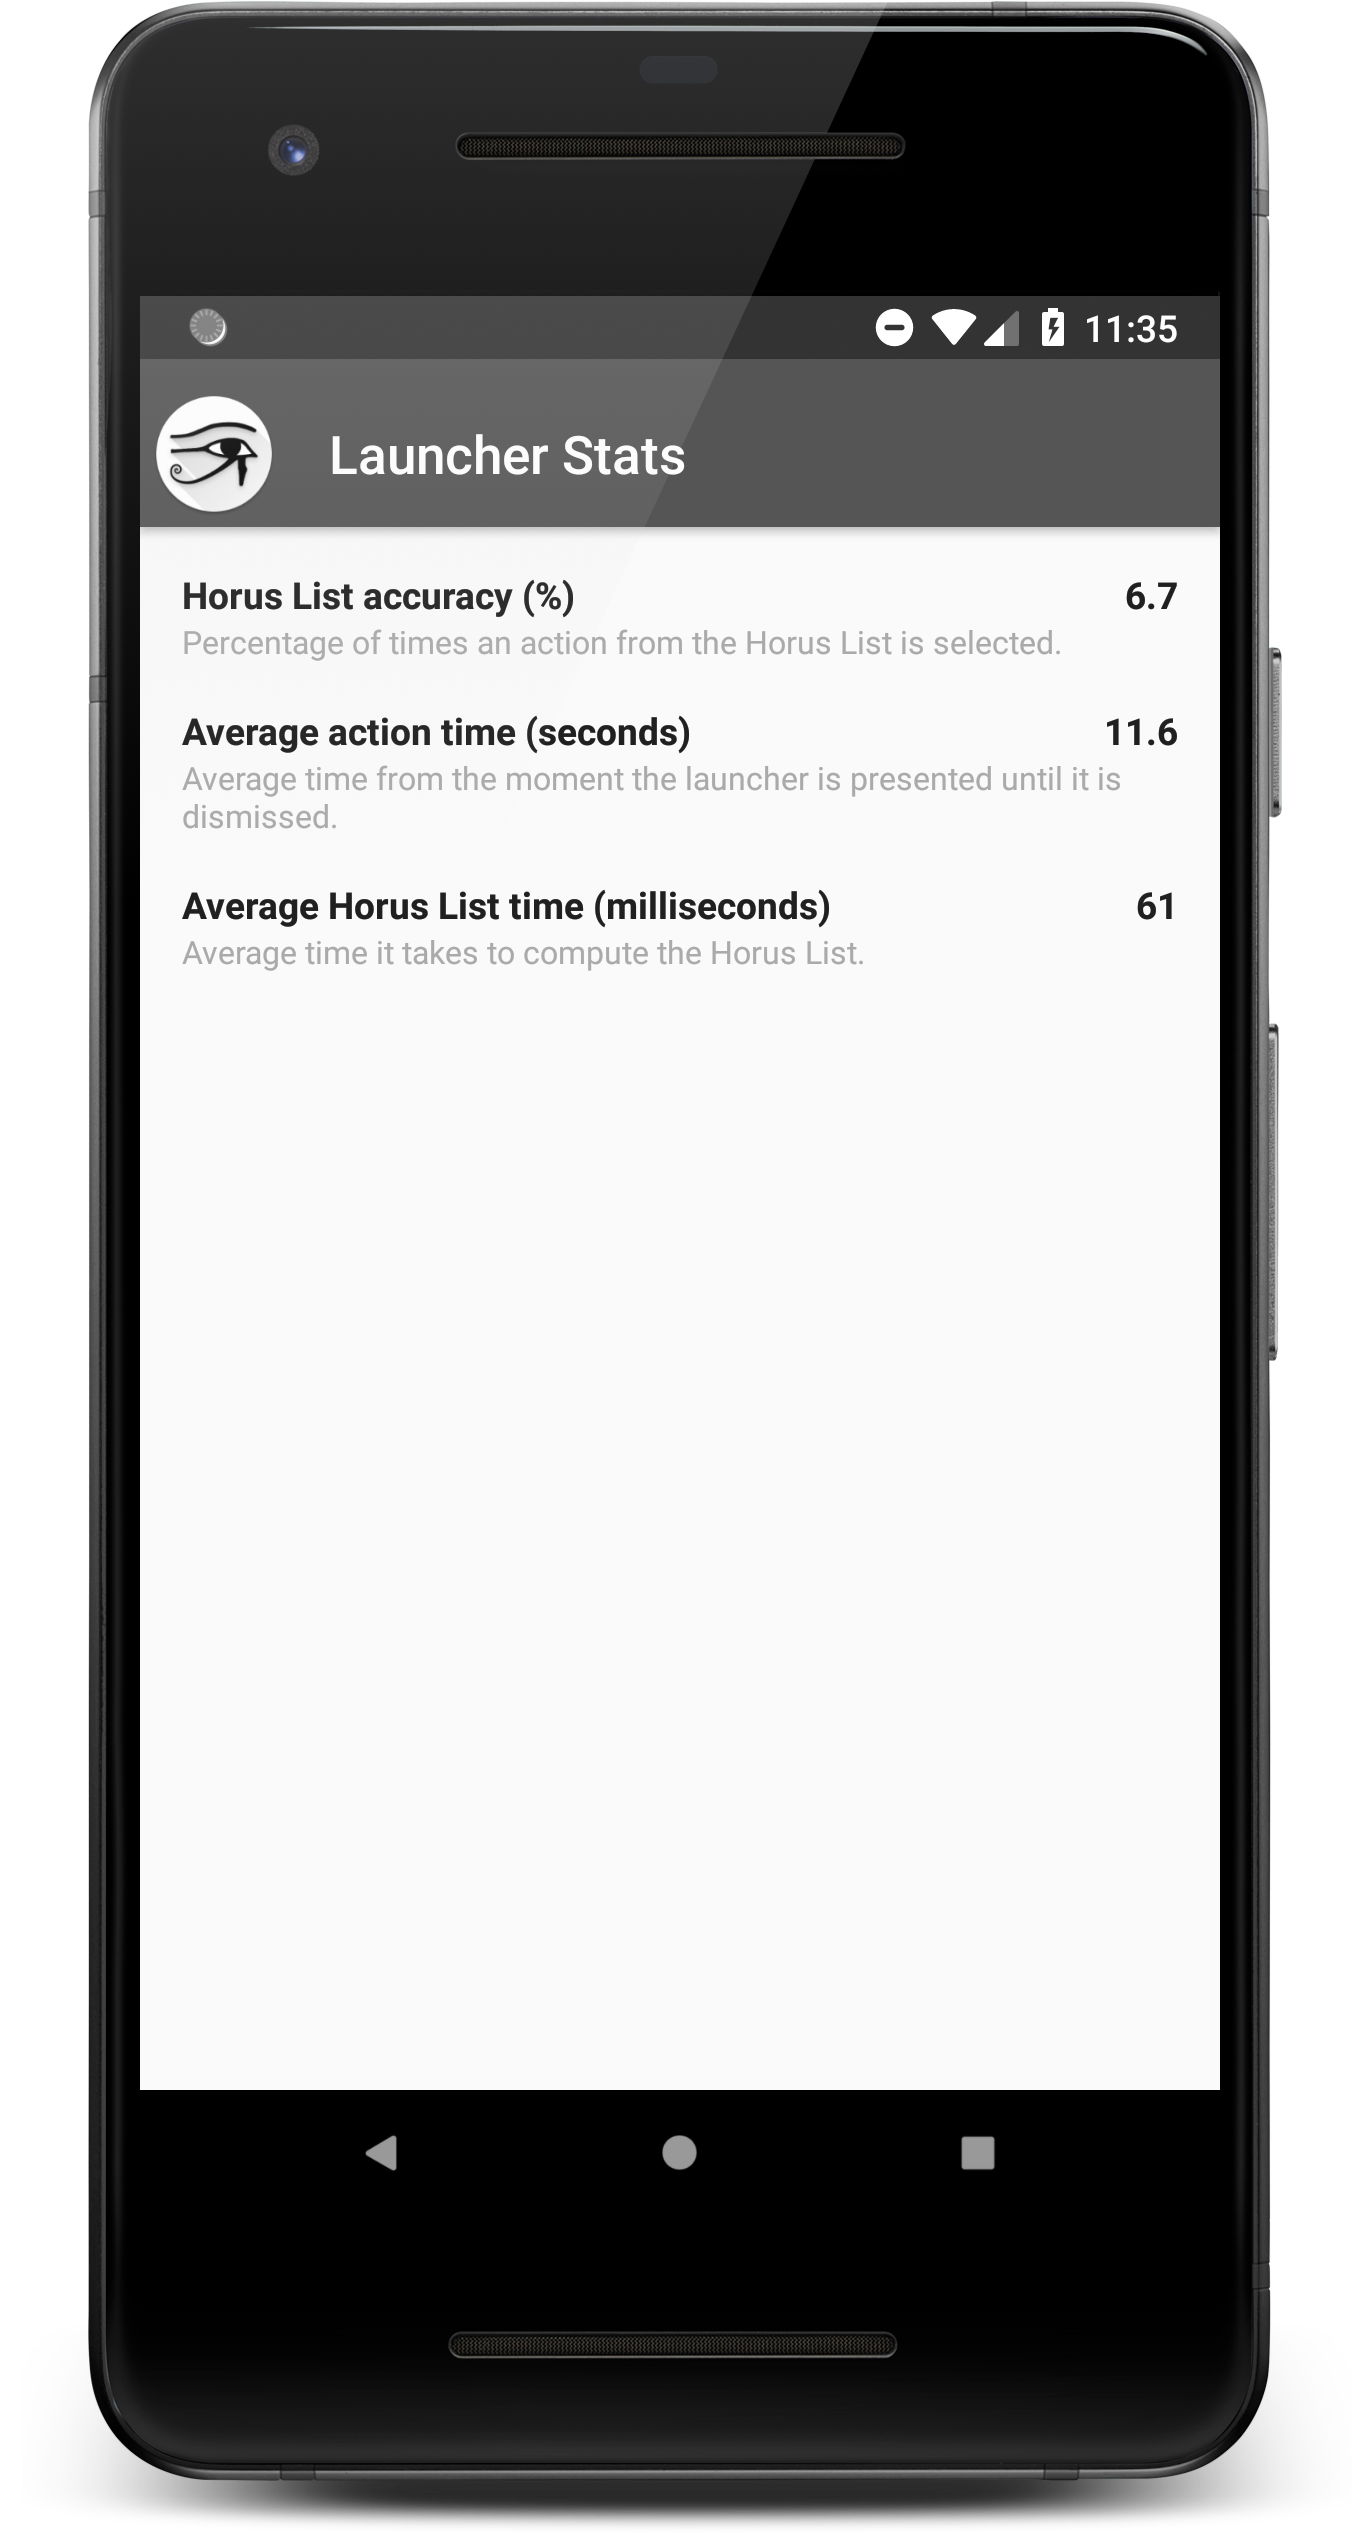 11:35
Launcher Stats
Horus List accuracy (%) 6.7
Percentage of times an action from the Horus List is selected.
Average action time (seconds) 11.6
Average time from the moment the launcher is presented until it is
dismissed.
Average Horus List time (milliseconds) 61
Average time it takes to compute the Horus List.